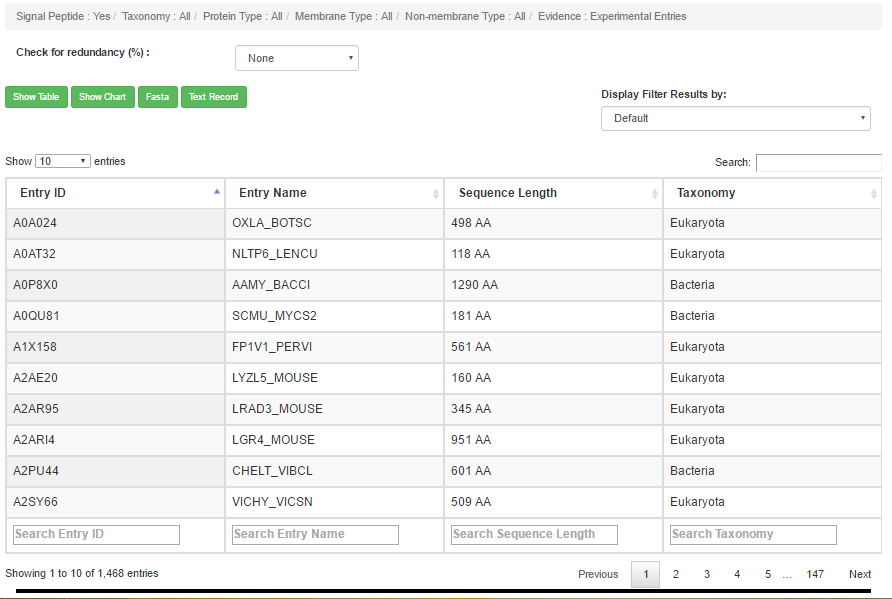 Signal Peptide : Yes / Taxonomy : All / Protein Type : All / Membrane Type : All / Non-membrane Type : All / Evidence : Experimental Entries
Check for redundancy (%) :
None
Show Table Show Chart Fasta Text Record
Display Filter Results by:
Default
Show 10 entries
Search:
Entry ID Entry Name Sequence Length Taxonomy
A0A024 OXLA_BOTSC 498 AA Eukaryota
A0AT32 NLTP6_LENCU 118 AA Eukaryota
A0P8X0 AAMY_BACCI 1290 AA Bacteria
A0QU81 SCMU_MYCS2 181 AA Bacteria
A1X158 FP1V1_PERVI 561 AA Eukaryota
A2AE20 LYZL5_MOUSE 160 AA Eukaryota
A2AR95 LRAD3_MOUSE 345 AA Eukaryota
A2ARI4 LGR4_MOUSE 951 AA Eukaryota
A2PU44 CHELT_VIBCL 601 AA Bacteria
A2SY66 VICHY_VICSN 509 AA Eukaryota
Search Entry ID Search Entry Name Search Sequence Length Search Taxonomy
Showing 1 to 10 of 1,468 entries
Previous 1 2 3 4 5 ... 147 Next